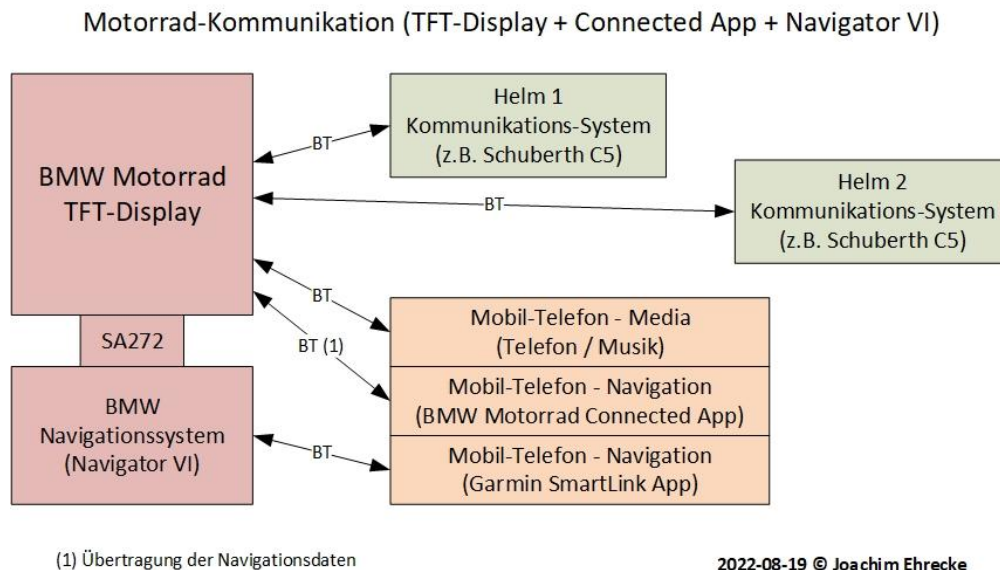 Motorrad-Kommunikation (TFT-Display + Connected App + Navigator VI)
BMW Motorrad
TFT-Display
SA272
BMW
Navigationssystem
(Navigator VI)
BT
Helm 1
Kommunikations-System
(z.B. Schuberth C5)
BT
Helm 2
Kommunikations-System
(z.B. Schuberth C5)
BT
Mobil-Telefon - Media
(Telefon / Musik)
BT (1)
Mobil-Telefon - Navigation
(BMW Motorrad Connected App)
BT
Mobil-Telefon - Navigation
(Garmin SmartLink App)
(1) Übertragung der Navigationsdaten
2022-08-19 © Joachim Ehrecke